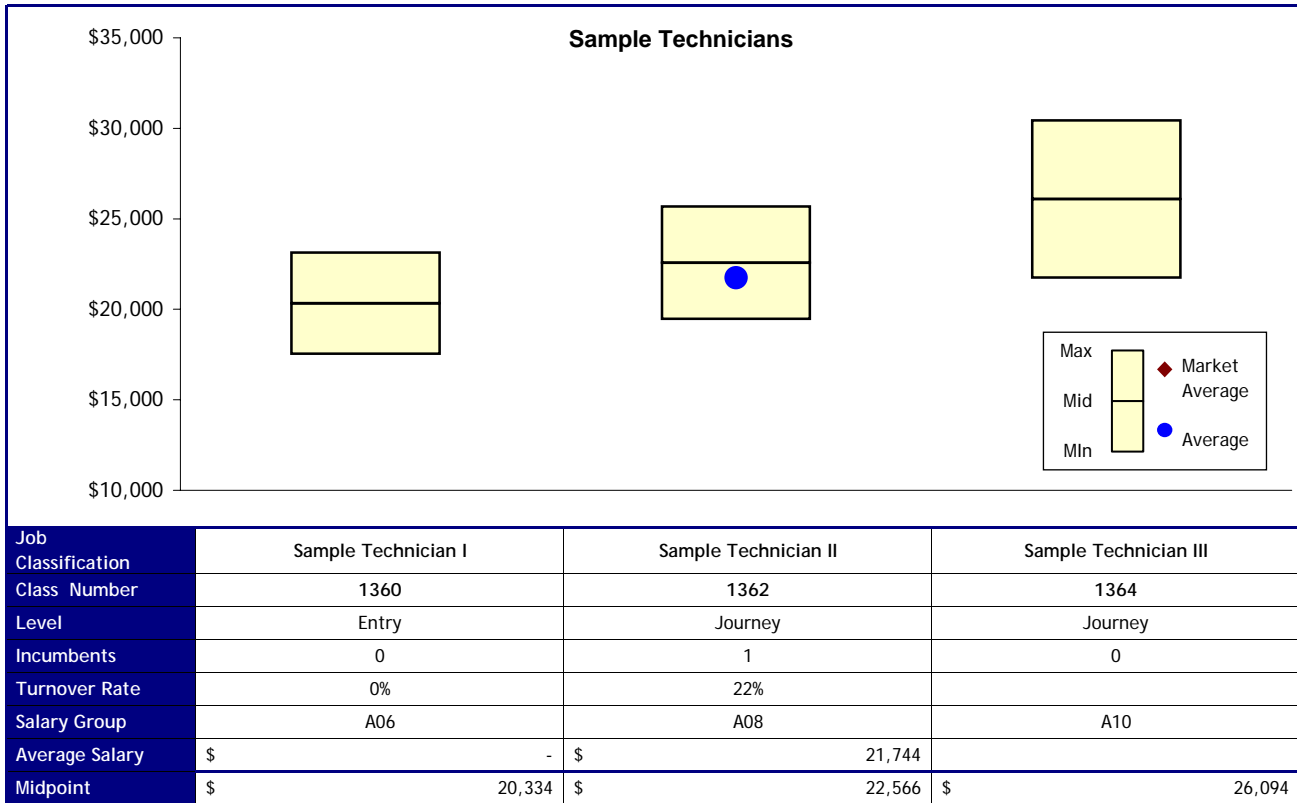 Sample Technicians
$35,000
$30,000
$25,000
$20,000
$15,000
$10,000
Max
Mid
MIn
Market
Average
Average
Job
Classification Sample Technician I Sample Technician II Sample Technician III
Class Number 1360 1362 1364
Level Entry Journey Journey
Incumbents 0 1 0
Turnover Rate 0% 22%
Salary Group A06 A08 A10
Average Salary $ - $ 21,744
Midpoint $ 20,334 $ 22,566 $ 26,094